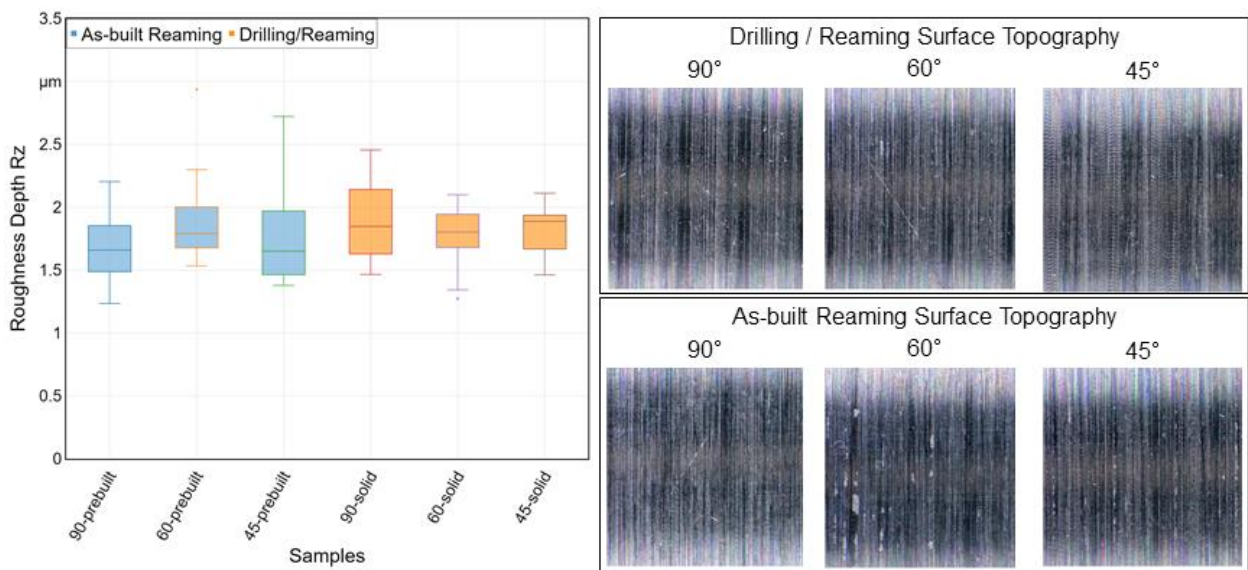 3.5
As-built Reaming Drilling/Reaming
µm
2.5
2
1.5
1
0.5
0
Roughness Depth Rz
90-prebuilt
60-prebuilt
45-prebuilt
90-solid
60-solid
45-solid
Samples
Drilling / Reaming Surface Topography
90° 60° 45°
As-built Reaming Surface Topography
90° 60° 45°